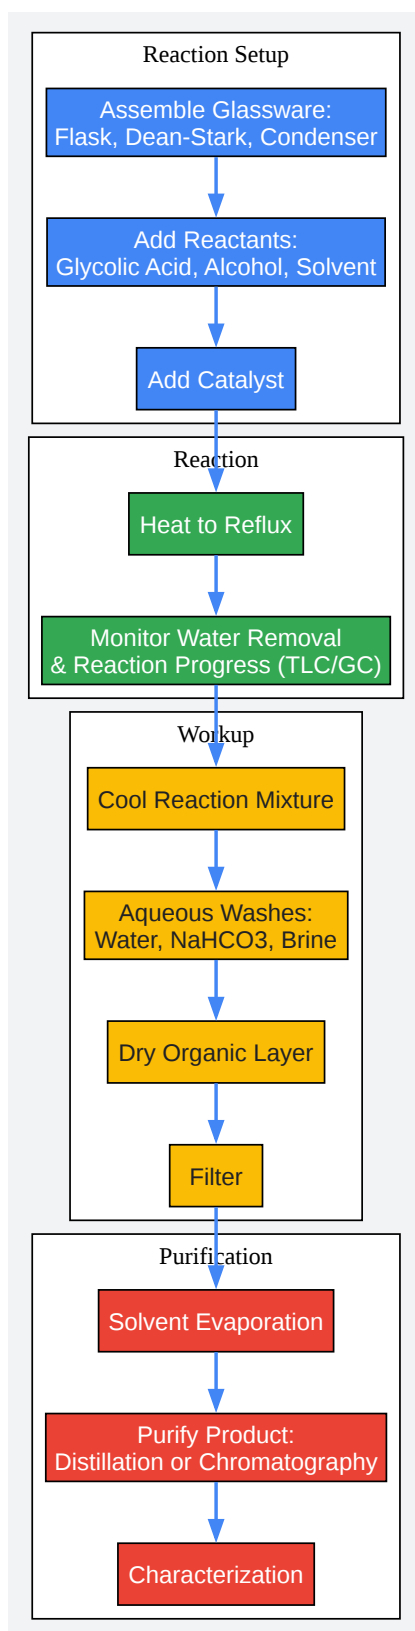 Reaction Setup
Assemble Glassware:
Flask, Dean-Stark, Condenser
Add Reactants:
Glycolic Acid, Alcohol, Solvent
Add Catalyst
Reaction
Heat to Reflux
Monitor Water Removal
& Reaction Progress (TLC/GC)
Workup
Cool Reaction Mixture
Aqueous Washes:
Water, NaHCO3, Brine
Dry Organic Layer
Filter
Purification
Solvent Evaporation
Purify Product:
Distillation or Chromatography
Characterization